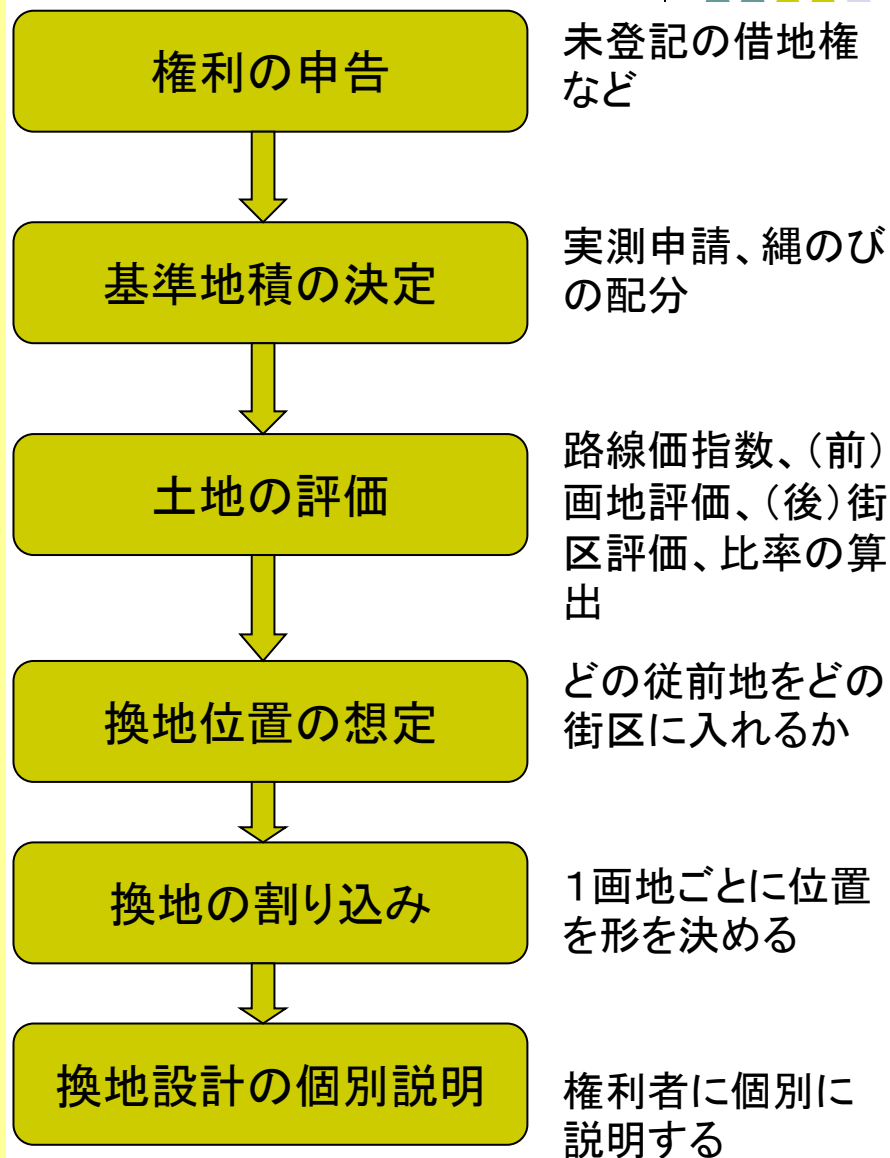 権利の申告
未登記の借地権
など
基準地積の決定
実測申請、縄のび
の配分
土地の評価
路線価指数、（前）
画地評価、（後）街
区評価、比率の算
出
換地位置の想定
どの従前地をどの
街区に入れるか
換地の割り込み
１画地ごとに位置
を形を決める
換地設計の個別説明
権利者に個別に
説明する